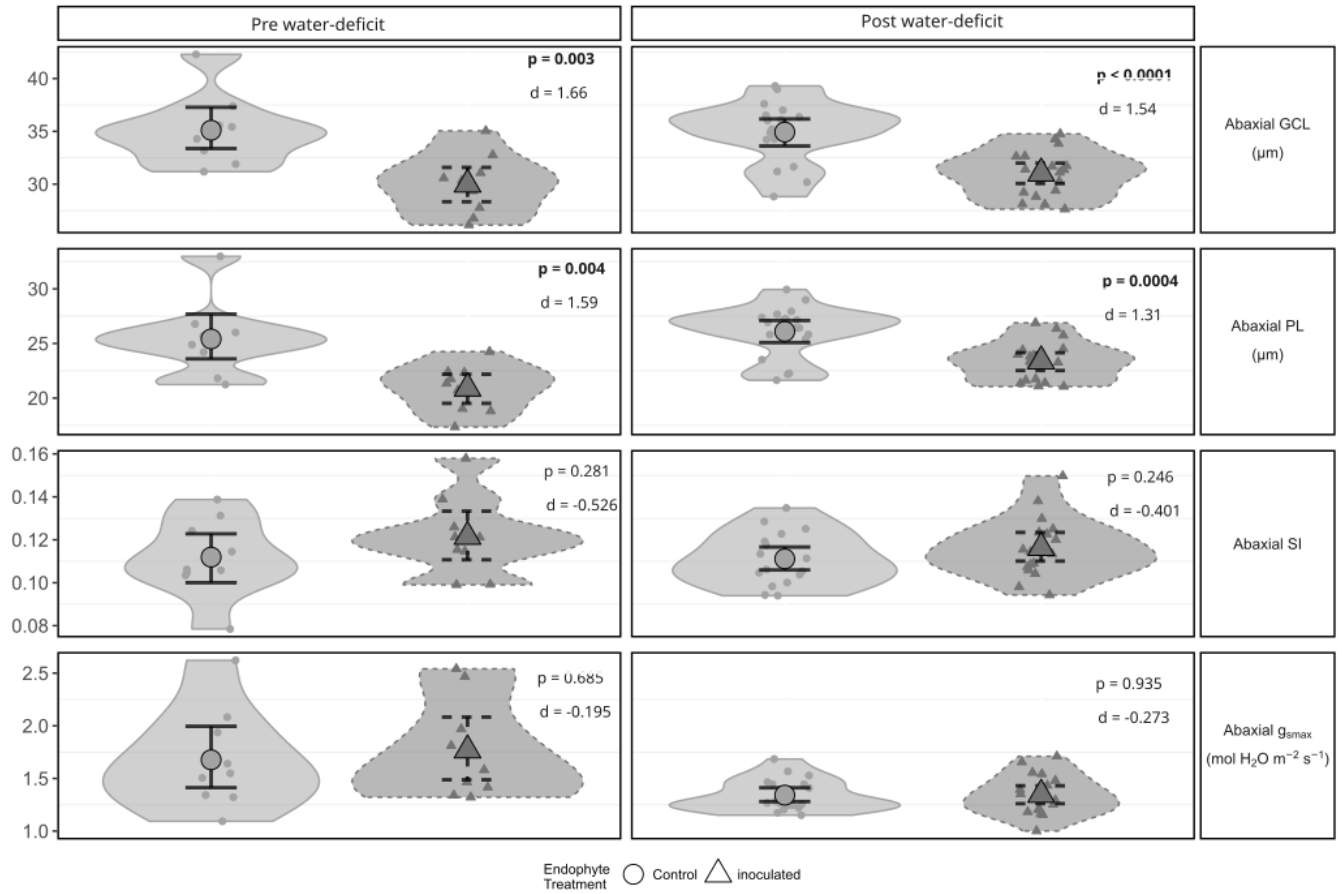 Pre water-deficit
Post water-deficit
40
35
30
p = 0.003
d = 1.66
p < 0.0001
d = 1.54
Abaxial GCL
(µm)
30
25
20
p = 0.004
d = 1.59
p = 0.0004
d = 1.31
Abaxial PL
(µm)
0.16
0.14
0.12
0.10
0.08
p = 0.281
d = -0.526
p = 0.246
d = -0.401
Abaxial SI
2.5
2.0
1.5
1.0
p = 0.685
d = -0.195
p = 0.935
d = -0.273
Abaxial gsmax
(mol H₂O m⁻² s⁻¹)
Endophyte
Treatment
Control
inoculated